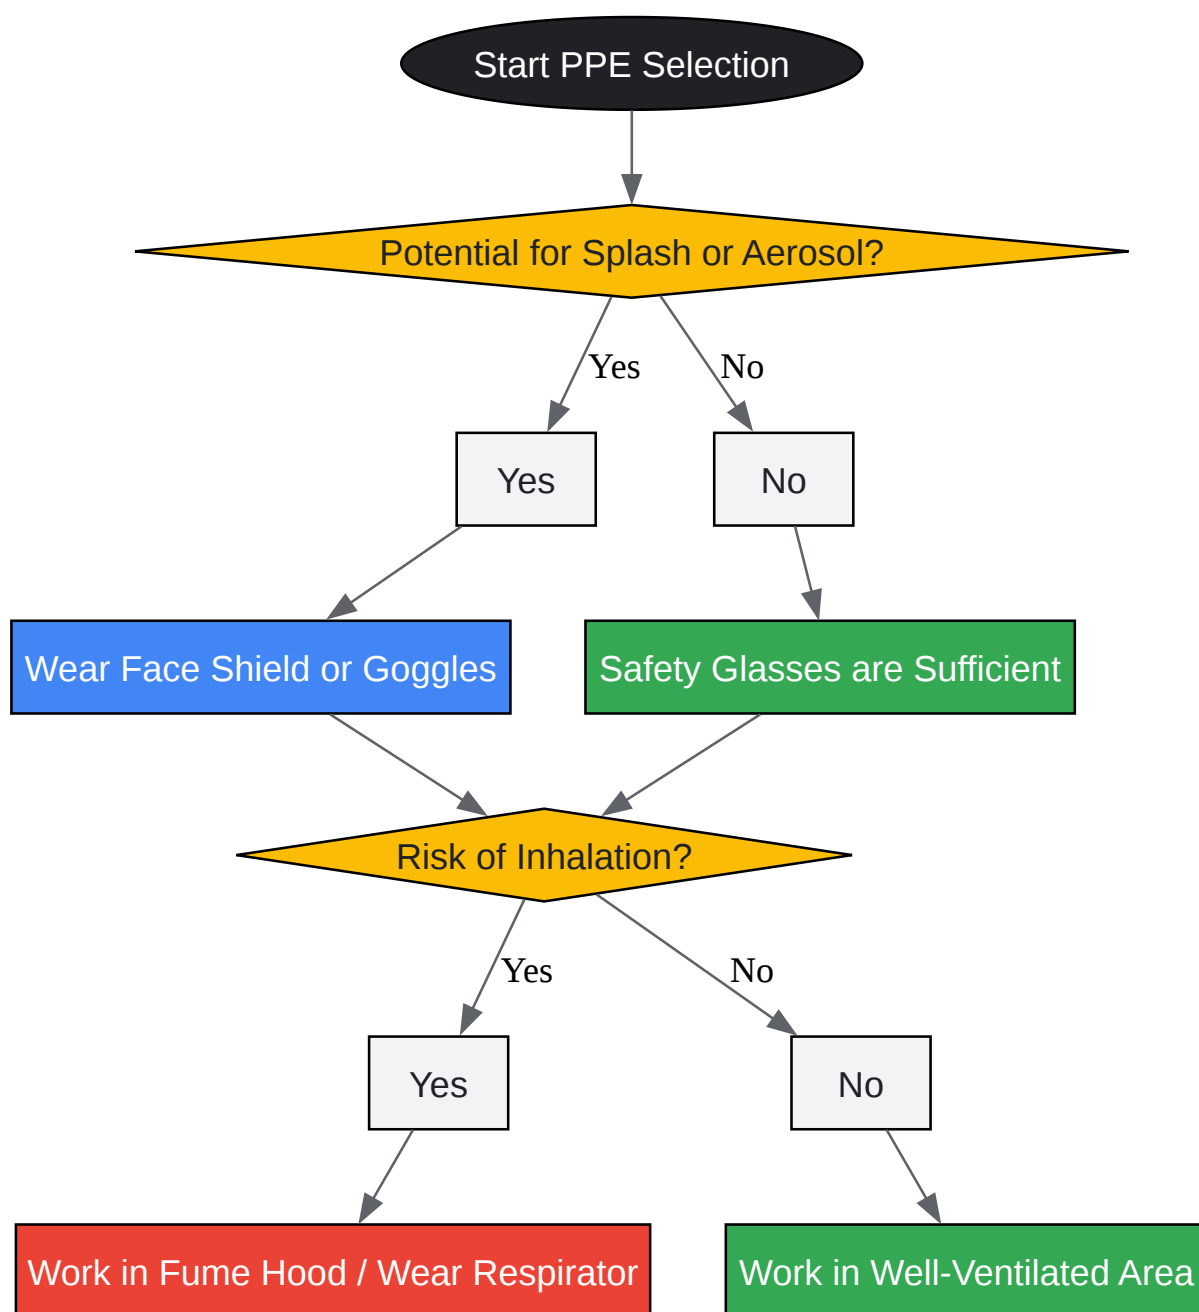 Start PPE Selection
Potential for Splash or Aerosol?
Yes
No
Yes
No
Wear Face Shield or Goggles
Safety Glasses are Sufficient
Risk of Inhalation?
Yes
No
Yes
No
Work in Fume Hood / Wear Respirator
Work in Well-Ventilated Area